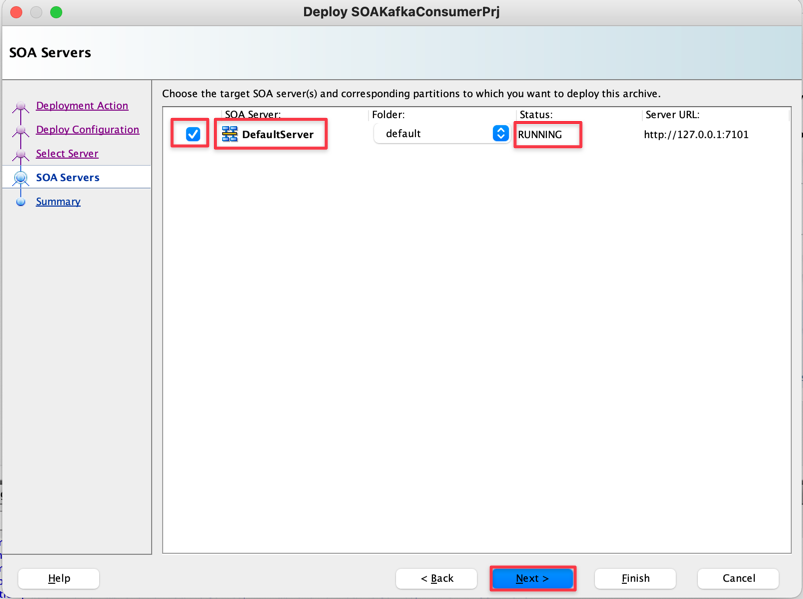 Deploy SOAKafkaConsumerPrj
SOA Servers
Deployment Action
Deploy Configuration
Select Server
SOA Servers
Summary
Choose the target SOA server(s) and corresponding partitions to which you want to deploy this archive.
SOA Server: Folder: Status: Server URL:
DefaultServer default RUNNING http://127.0.0.1:7101
Help < Back Next > Finish Cancel